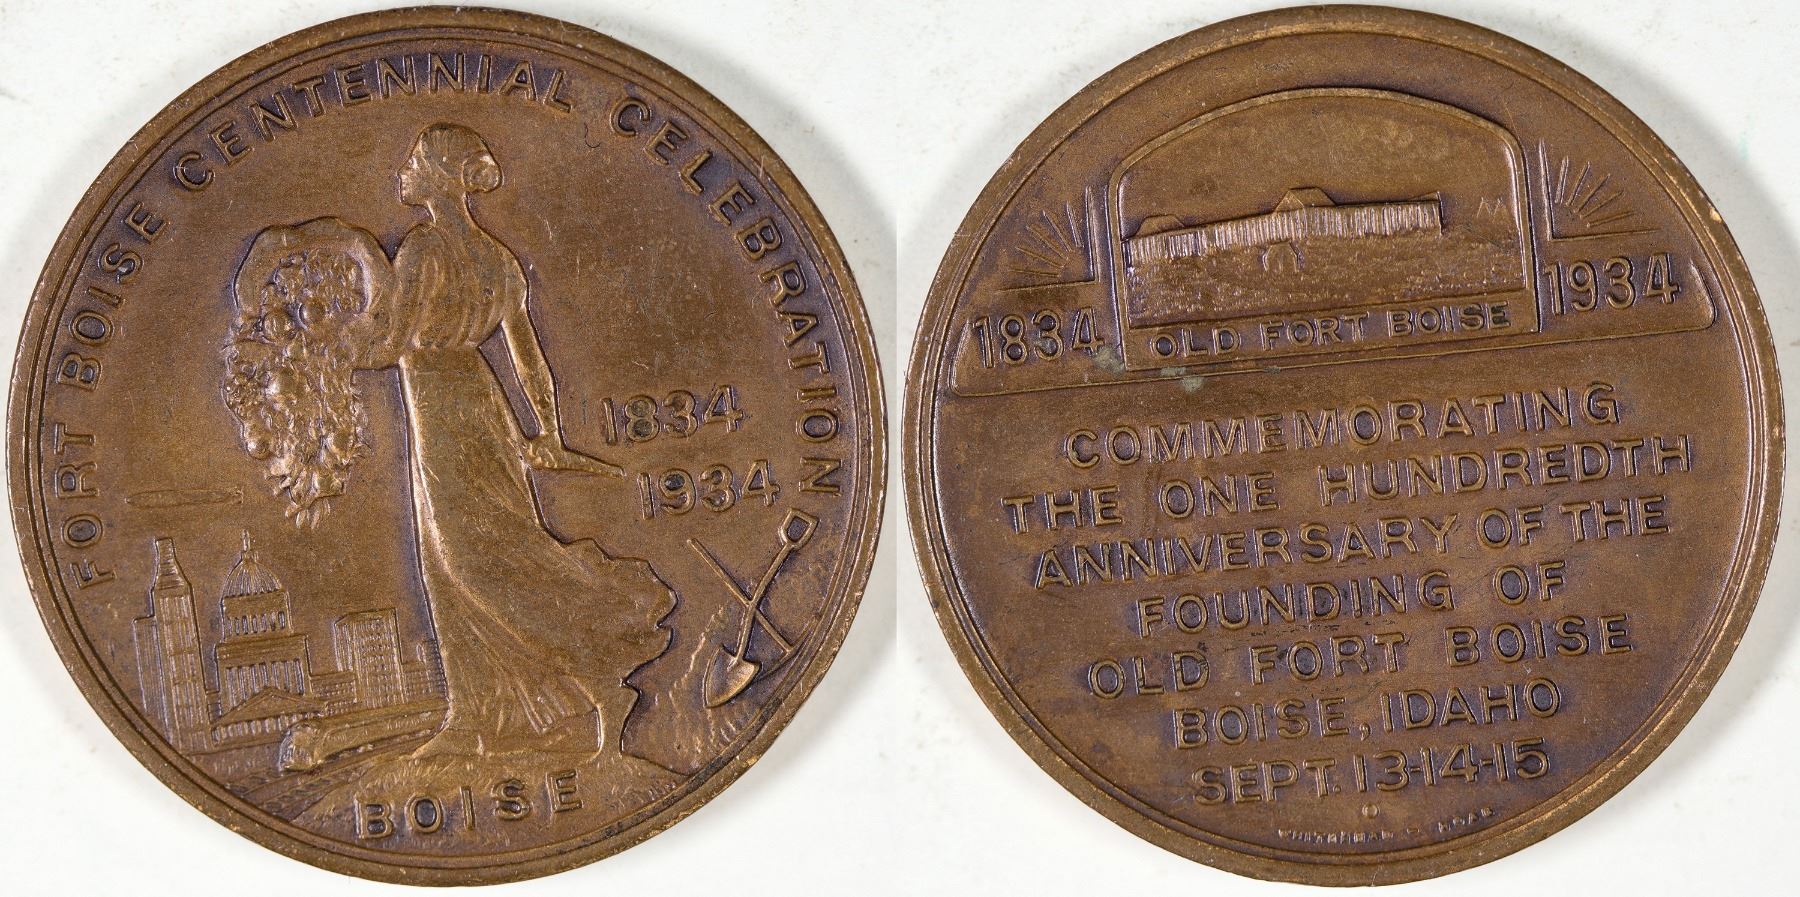 FORT BOISE CENTENNIAL CELEBRATION
1834
1934
BOISE
1834
OLD FORT BOISE
1934
COMMEMORATING
THE ONE HUNDREDTH
ANNIVERSARY OF THE
FOUNDING OF
OLD FORT BOISE
BOISE, IDAHO
SEPT. 13-14-15